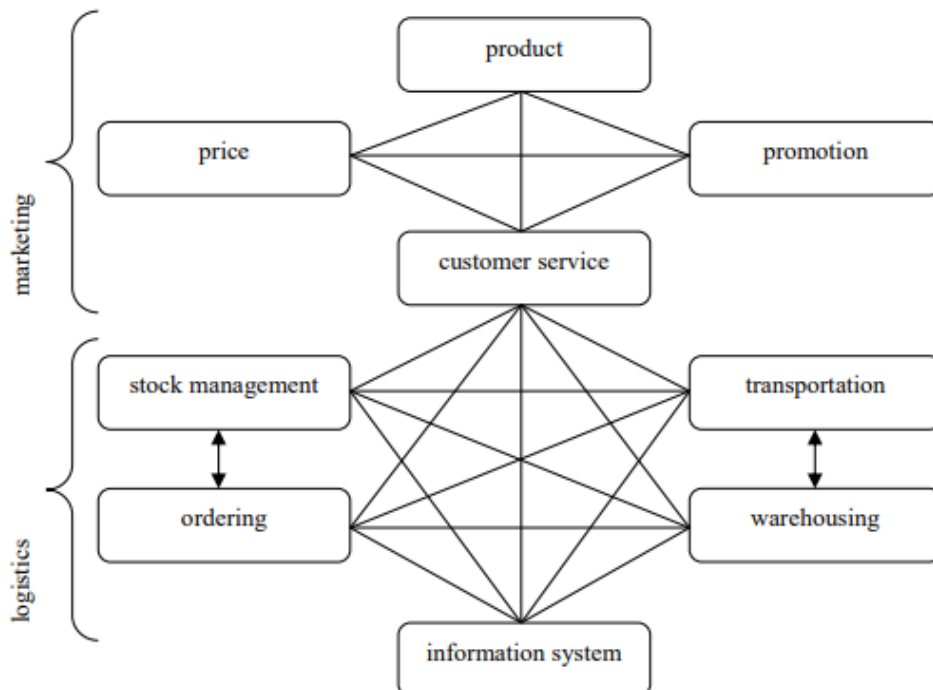 product
price
promotion
marketing
customer service
stock management
transportation
ordering
warehousing
logistics
information system